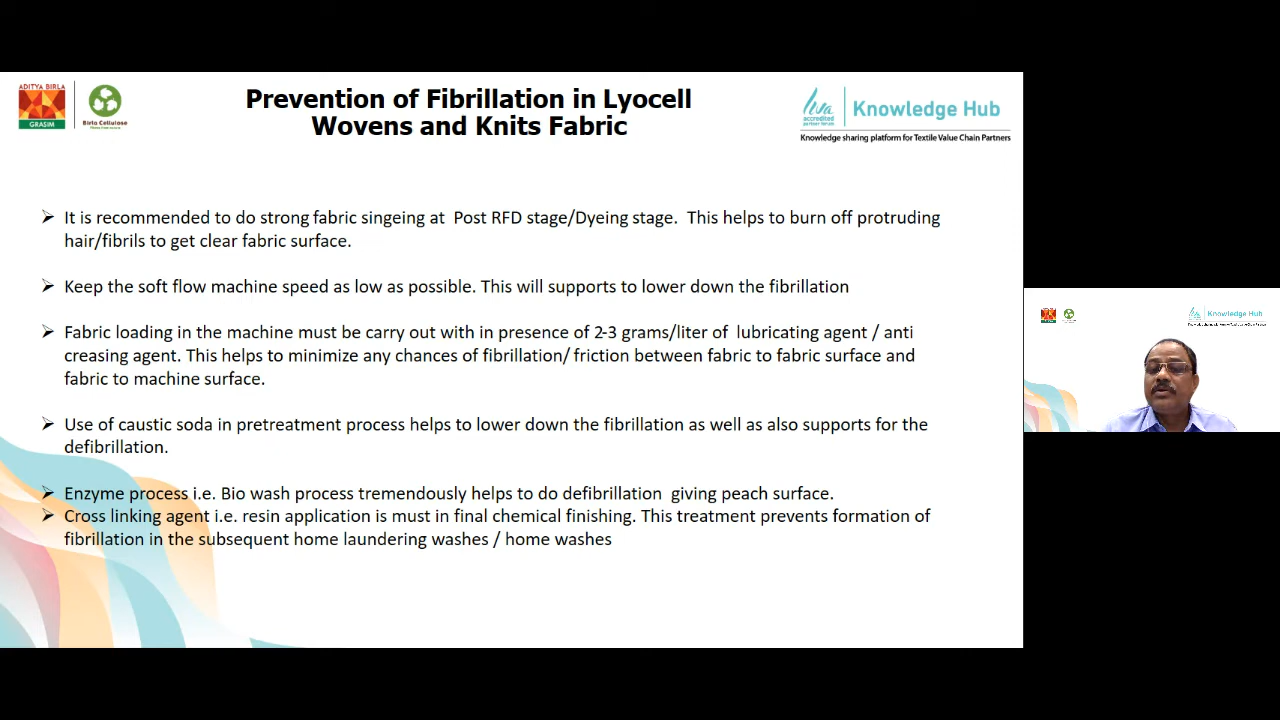 ADITYA BIRLA
GRASIM
Birla Cellulose
Prevention of Fibrillation in Lyocell
Wovens and Knits Fabric
Liva
accredited
partner forum
Knowledge Hub
Knowledge sharing platform for Textile Value Chain Partners
➢ It is recommended to do strong fabric singeing at Post RFD stage/Dyeing stage. This helps to burn off protruding
hair/fibrils to get clear fabric surface.
➢ Keep the soft flow machine speed as low as possible. This will supports to lower down the fibrillation
➢ Fabric loading in the machine must be carry out with in presence of 2-3 grams/liter of lubricating agent / anti
creasing agent. This helps to minimize any chances of fibrillation/ friction between fabric to fabric surface and
fabric to machine surface.
➢ Use of caustic soda in pretreatment process helps to lower down the fibrillation as well as also supports for the
defibrillation.
➢ Enzyme process i.e. Bio wash process tremendously helps to do defibrillation giving peach surface.
➢ Cross linking agent i.e. resin application is must in final chemical finishing. This treatment prevents formation of
fibrillation in the subsequent home laundering washes / home washes
Knowledge Hub